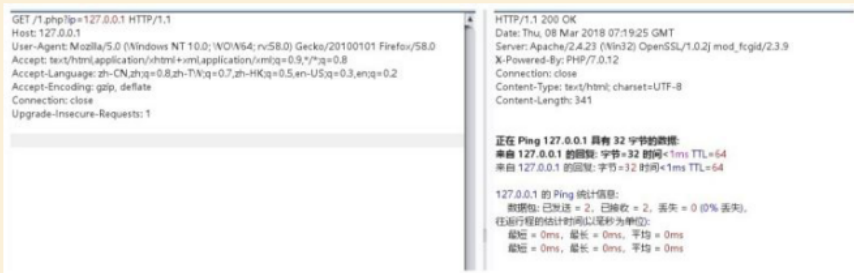 GET /1.php?ip=127.0.0.1 HTTP/1.1
Host: 127.0.0.1
User-Agent: Mozilla/5.0 (Windows NT 10.0; WOW64; rv:58.0) Gecko/20100101 Firefox/58.0
Accept: text/html,application/xhtml+xml,application/xml;q=0.9,*/*;q=0.8
Accept-Language: zh-CN,zh;q=0.8,zh-TW;q=0.7,zh-HK;q=0.5,en-US;q=0.3,en;q=0.2
Accept-Encoding: gzip, deflate
Connection: close
Upgrade-Insecure-Requests: 1
HTTP/1.1 200 OK
Date: Thu, 08 Mar 2018 07:19:25 GMT
Server: Apache/2.4.23 (Win32) OpenSSL/1.0.2j mod_fcgid/2.3.9
X-Powered-By: PHP/7.0.12
Connection: close
Content-Type: text/html; charset=UTF-8
Content-Length: 341
正在 Ping 127.0.0.1 具有 32 字节的数据:
来自 127.0.0.1 的回复: 字节=32 时间<1ms TTL=64
来自 127.0.0.1 的回复: 字节=32 时间<1ms TTL=64
127.0.0.1 的 Ping 统计信息:
数据包: 已发送 = 2，已接收 = 2，丢失 = 0 (0% 丢失)，
往返行程的估计时间(以毫秒为单位):
最短 = 0ms，最长 = 0ms，平均 = 0ms
最短 = 0ms，最长 = 0ms，平均 = 0ms